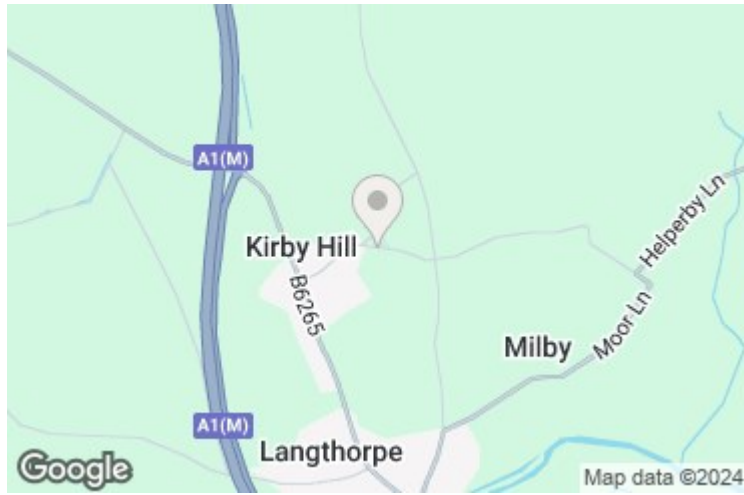 A1(M)
Kirby Hill
B6265
Helperby Ln
Moor Ln
Milby
A1(M)
Langthorpe
Google
Map data ©2024